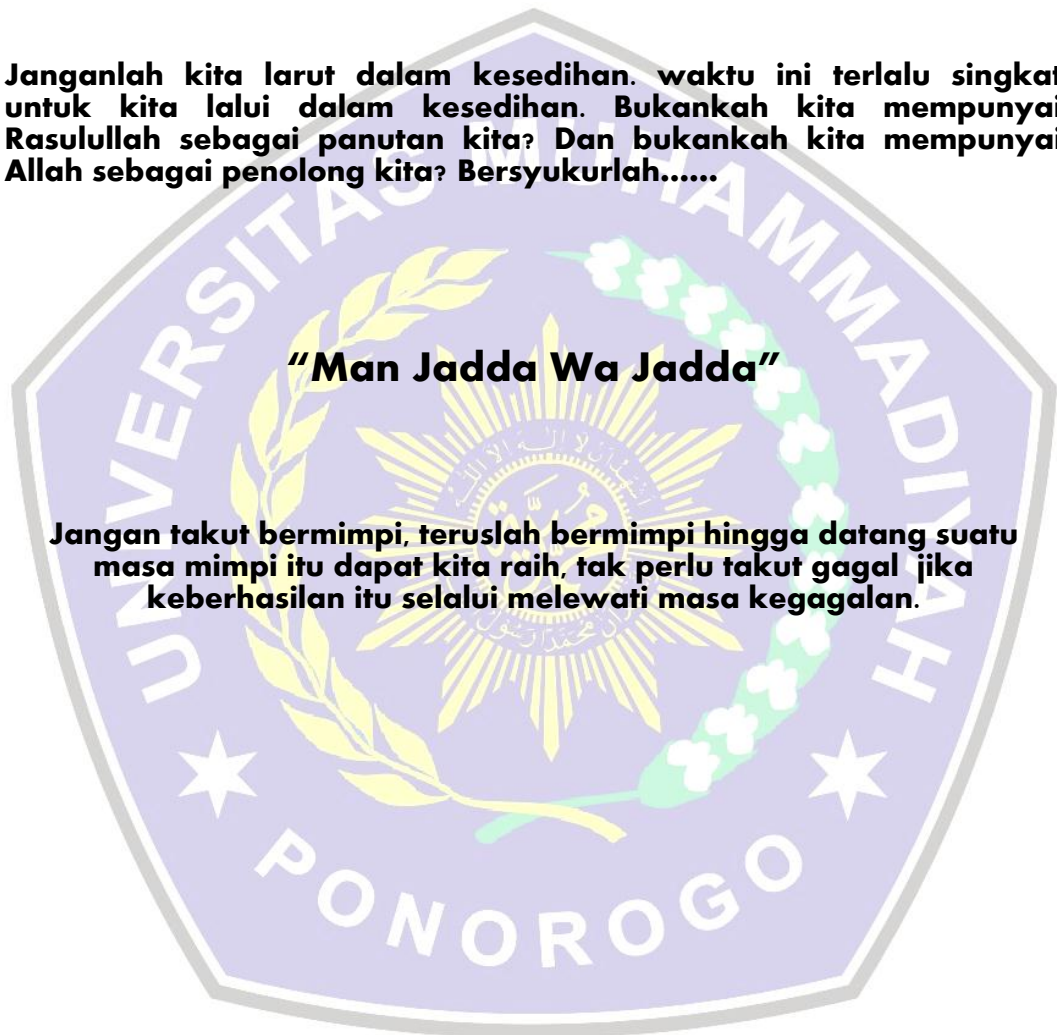 Janganlah kita larut dalam kesedihan. waktu ini terlalu singkat
untuk kita lalui dalam kesedihan. Bukankah kita mempunyai
Rasulullah sebagai panutan kita? Dan bukankah kita mempunyai
Allah sebagai penolong kita? Bersyukurlah......
UNIVERSITAS MUHAMMADIYAH
“Man Jadda Wa Jadda”
Jangan takut bermimpi, teruslah bermimpi hingga datang suatu
masa mimpi itu dapat kita raih, tak perlu takut gagal jika
keberhasilan itu selalui melewati masa kegagalan.
PONOROGO